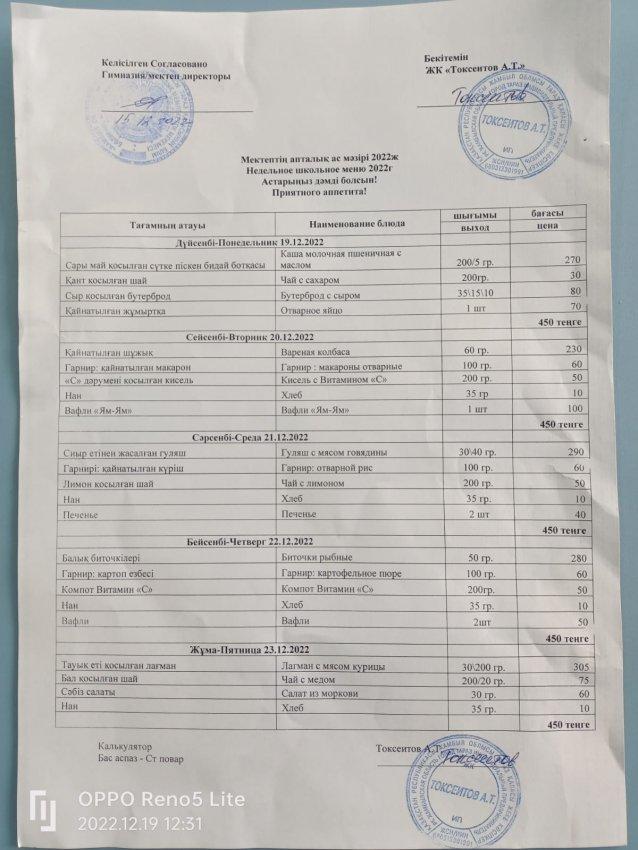 Келісілген Согласовано
Гимназия/мектеп директоры
15.12.2022
Бекітемін
ЖК «Токсеитов А.Т.»
Токсеитов
ТОКСЕИТОВ А.Т.
ИП
Мектептің апталық ас мәзірі 2022ж
Недельное школьное меню 2022г
Астарыңыз дәмді болсын!
Приятного аппетита!
Тағамның атауы Наименование блюда шығымы выход бағасы цена
Дүйсенбі-Понедельник 19.12.2022
Сары май қосылған сүтке піскен бидай ботқасы Каша молочная пшеничная с маслом 200/5 гр. 270
Қант қосылған шай Чай с сахаром 200гр. 30
Сыр қосылған бутерброд Бутерброд с сыром 35\15\10 80
Қайнатылған жұмыртка Отварное яйцо 1 шт 70
450 теңге
Сейсенбі-Вторник 20.12.2022
Қайнатылған шұжық Вареная колбаса 60 гр. 230
Гарнир: қайнатылған макарон Гарнир : макароны отварные 100 гр. 60
«С» дәрумені қосылған кисель Кисель с Витамином «С» 200 гр. 50
Нан Хлеб 35 гр 10
Вафли «Ям-Ям» Вафли «Ям-Ям» 1 шт 100
450 теңге
Сәрсенбі-Среда 21.12.2022
Сиыр етінен жасалған гуляш Гуляш с мясом говядины 30\40 гр. 290
Гарнирі: қайнатылған күріш Гарнир: отварной рис 100 гр. 60
Лимон қосылған шай Чай с лимоном 200 гр. 50
Нан Хлеб 35 гр. 10
Печенье Печенье 2 шт 40
450 теңге
Бейсенбі-Четверг 22.12.2022
Балық биточкілері Биточки рыбные 50 гр. 280
Гарнир: картоп езбесі Гарнир: картофельное пюре 100 гр. 60
Компот Витамин «С» Компот Витамин «С» 200гр. 50
Нан Хлеб 35 гр. 10
Вафли Вафли 2шт 50
450 теңге
Жұма-Пятница 23.12.2022
Тауық еті қосылған лағман Лагман с мясом курицы 30\200 гр. 305
Бал қосылған шай Чай с медом 200/20 гр. 75
Сәбіз салаты Салат из моркови 30 гр. 60
Нан Хлеб 35 гр. 10
450 теңге
Калькулятор
Бас аспаз - Ст повар
Токсеитов А.Т.
Токсеитов
ТОКСЕИТОВ А.Т.
ИП
OPPO Reno5 Lite
2022.12.19 12:31